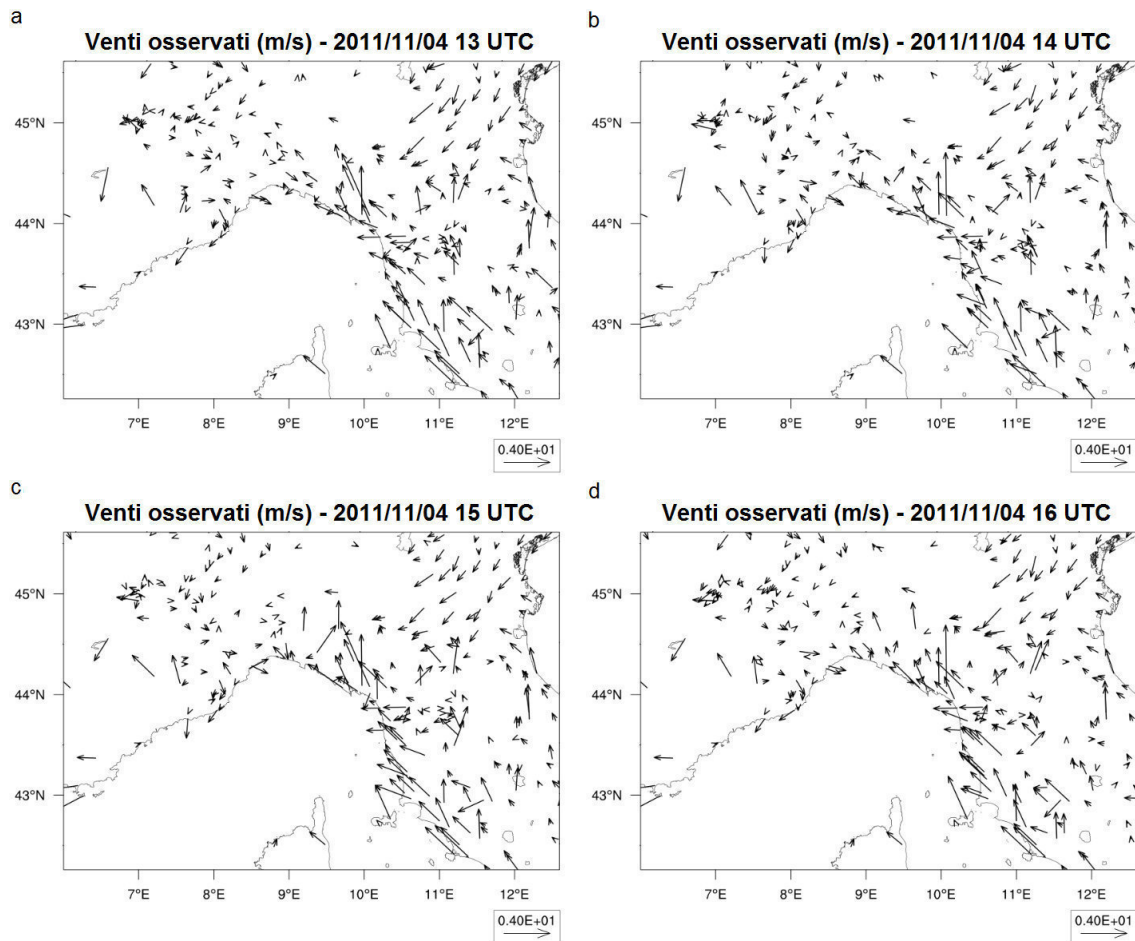 a
Venti osservati (m/s) - 2011/11/04 13 UTC
45°N
44°N
43°N
7°E 8°E 9°E 10°E 11°E 12°E
0.40E+01
b
Venti osservati (m/s) - 2011/11/04 14 UTC
45°N
44°N
43°N
7°E 8°E 9°E 10°E 11°E 12°E
0.40E+01
c
Venti osservati (m/s) - 2011/11/04 15 UTC
45°N
44°N
43°N
7°E 8°E 9°E 10°E 11°E 12°E
0.40E+01
d
Venti osservati (m/s) - 2011/11/04 16 UTC
45°N
44°N
43°N
7°E 8°E 9°E 10°E 11°E 12°E
0.40E+01